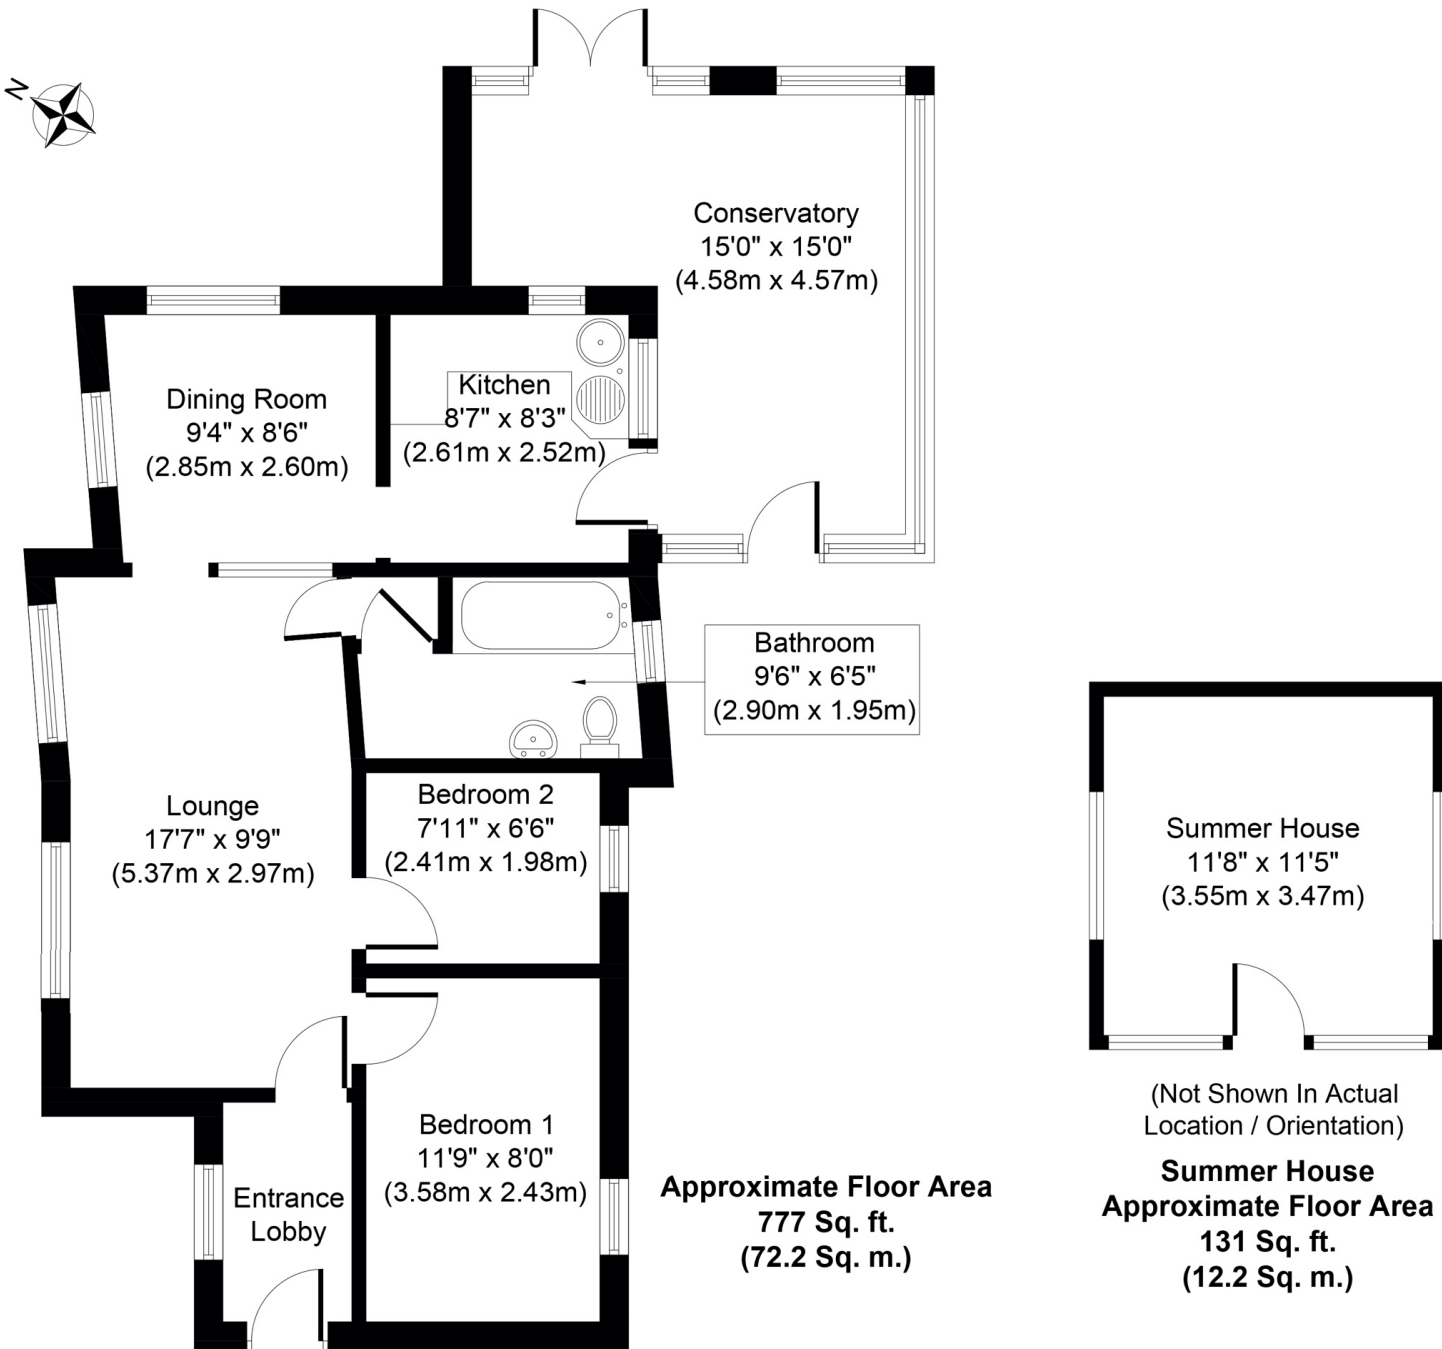 N
Conservatory
15'0" x 15'0"
(4.58m x 4.57m)
Dining Room
9'4" x 8'6"
(2.85m x 2.60m)
Kitchen
8'7" x 8'3"
(2.61m x 2.52m)
Bathroom
9'6" x 6'5"
(2.90m x 1.95m)
Lounge
17'7" x 9'9"
(5.37m x 2.97m)
Bedroom 2
7'11" x 6'6"
(2.41m x 1.98m)
Bedroom 1
11'9" x 8'0"
(3.58m x 2.43m)
Entrance
Lobby
Approximate Floor Area
777 Sq. ft.
(72.2 Sq. m.)
Summer House
11'8" x 11'5"
(3.55m x 3.47m)
(Not Shown In Actual
Location / Orientation)
Summer House
Approximate Floor Area
131 Sq. ft.
(12.2 Sq. m.)